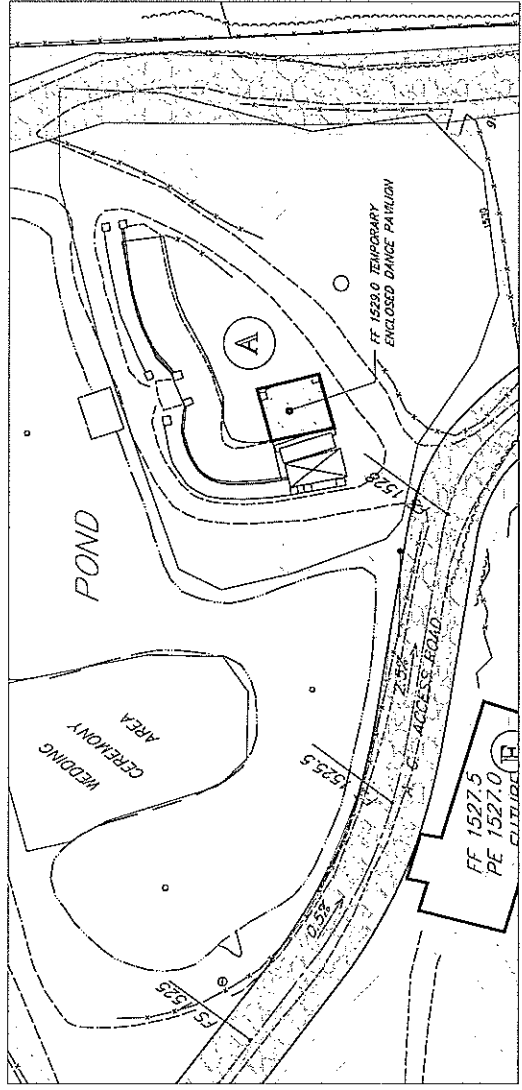 POND
WEDDING
CEREMONY
AREA
A
FF 1529.0 TEMPORARY
ENCLOSED DANCE PAVILION
1528
2.5%
ACCESS ROAD
1525.5
0.5%
FS 1525
FF 1527.5
PE 1527.0